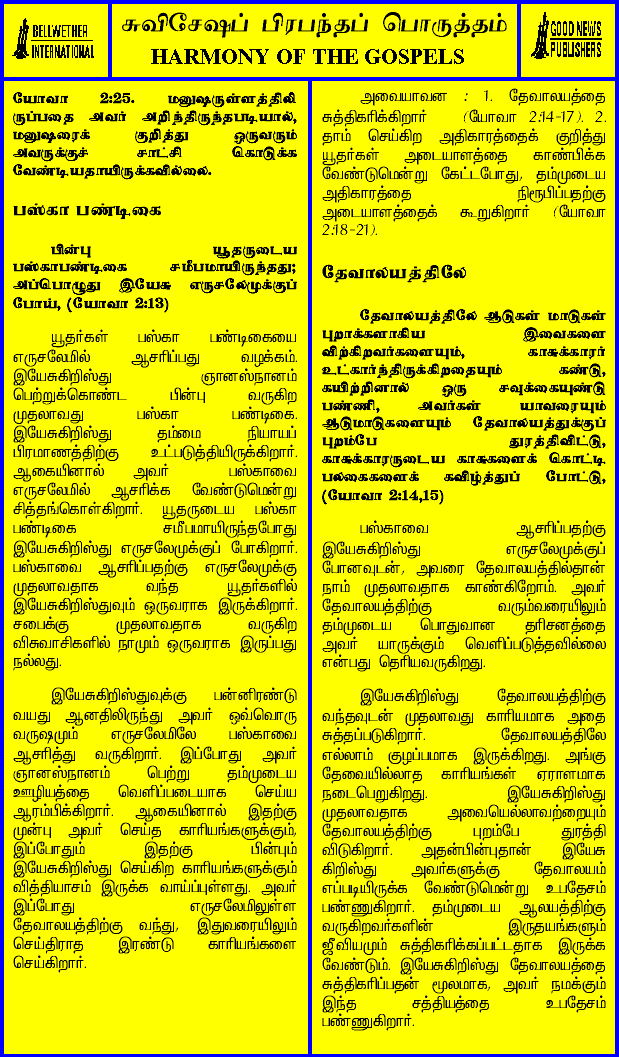 BELLWETHER
INTERNATIONAL
சுவிசேஷப் பிரபந்தப் பொருத்தம்
HARMONY OF THE GOSPELS
GOOD NEWS
PUBLISHERS
யோவா 2:25. மனுஷருள்ளத்திலி
ருப்பதை அவர் அறிந்திருந்தபடியால்,
மனுஷரைக் குறித்து ஒருவரும்
அவருக்குச் சாட்சி கொடுக்க
வேண்டியதாயிருக்கவில்லை.
பஸ்கா பண்டிகை
பின்பு யூதருடைய
பஸ்காபண்டிகை சமீபமாயிருந்தது;
அப்பொழுது இயேசு எருசலேமுக்குப்
போய், (யோவா 2:13)
யூதர்கள் பஸ்கா பண்டிகையை
எருசலேமில் ஆசரிப்பது வழக்கம்.
இயேசுகிறிஸ்து ஞானஸ்நானம்
பெற்றுக்கொண்ட பின்பு வருகிற
முதலாவது பஸ்கா பண்டிகை.
இயேசுகிறிஸ்து தம்மை நியாயப்
பிரமாணத்திற்கு உட்படுத்தியிருக்கிறார்.
ஆகையினால் அவர் பஸ்காவை
எருசலேமில் ஆசரிக்க வேண்டுமென்று
சித்தங்கொள்கிறார். யூதருடைய பஸ்கா
பண்டிகை சமீபமாயிருந்தபோது
இயேசுகிறிஸ்து எருசலேமுக்குப் போகிறார்.
பஸ்காவை ஆசரிப்பதற்கு எருசலேமுக்கு
முதலாவதாக வந்த யூதர்களில்
இயேசுகிறிஸ்துவும் ஒருவராக இருக்கிறார்.
சபைக்கு முதலாவதாக வருகிற
விசுவாசிகளில் நாமும் ஒருவராக இருப்பது
நல்லது.
இயேசுகிறிஸ்துவுக்கு பன்னிரண்டு
வயது ஆனதிலிருந்து அவர் ஒவ்வொரு
வருஷமும் எருசலேமிலே பஸ்காவை
ஆசரித்து வருகிறார். இப்போது அவர்
ஞானஸ்நானம் பெற்று தம்முடைய
ஊழியத்தை வெளிப்படையாக செய்ய
ஆரம்பிக்கிறார். ஆகையினால் இதற்கு
முன்பு அவர் செய்த காரியங்களுக்கும்,
இப்போதும் இதற்கு பின்பும்
இயேசுகிறிஸ்து செய்கிற காரியங்களுக்கும்
வித்தியாசம் இருக்க வாய்ப்புள்ளது. அவர்
இப்போது எருசலேமிலுள்ள
தேவாலயத்திற்கு வந்து, இதுவரையிலும்
செய்திராத இரண்டு காரியங்களை
செய்கிறார்.
அவையாவன : 1. தேவாலயத்தை
சுத்திகரிக்கிறார் (யோவா 2:14-17). 2.
தாம் செய்கிற அதிகாரத்தைக் குறித்து
யூதர்கள் அடையாளத்தை காண்பிக்க
வேண்டுமென்று கேட்டபோது, தம்முடைய
அதிகாரத்தை நிரூபிப்பதற்கு
அடையாளத்தைக் கூறுகிறார் (யோவா
2:18-21).
தேவாலயத்திலே
தேவாலயத்திலே ஆடுகள் மாடுகள்
புறாக்களாகிய இவைகளை
விற்கிறவர்களையும், காசுக்காரர்
உட்கார்ந்திருக்கிறதையும் கண்டு,
கயிற்றினால் ஒரு சவுக்கையுண்டு
பண்ணி, அவர்கள் யாவரையும்
ஆடுமாடுகளையும் தேவாலயத்துக்குப்
புறம்பே துரத்திவிட்டு,
காசுக்காரருடைய காசுகளைக் கொட்டி,
பலகைகளைக் கவிழ்த்துப் போட்டு,
(யோவா 2:14,15)
பஸ்காவை ஆசரிப்பதற்கு
இயேசுகிறிஸ்து எருசலேமுக்குப்
போனவுடன், அவரை தேவாலயத்தில்தான்
நாம் முதலாவதாக காண்கிறோம். அவர்
தேவாலயத்திற்கு வரும்வரையிலும்
தம்முடைய பொதுவான தரிசனத்தை
அவர் யாருக்கும் வெளிப்படுத்தவில்லை
என்பது தெரியவருகிறது.
இயேசுகிறிஸ்து தேவாலயத்திற்கு
வந்தவுடன் முதலாவது காரியமாக அதை
சுத்தப்படுகிறார். தேவாலயத்திலே
எல்லாம் குழப்பமாக இருக்கிறது. அங்கு
தேவையில்லாத காரியங்கள் ஏராளமாக
நடைபெறுகிறது. இயேசுகிறிஸ்து
முதலாவதாக அவையெல்லாவற்றையும்
தேவாலயத்திற்கு புறம்பே துரத்தி
விடுகிறார். அதன்பின்புதான் இயேசு
கிறிஸ்து அவர்களுக்கு தேவாலயம்
எப்படியிருக்க வேண்டுமென்று உபதேசம்
பண்ணுகிறார். தம்முடைய ஆலயத்திற்கு
வருகிறவர்களின் இருதயங்களும்
ஜீவியமும் சுத்திகரிக்கப்பட்டதாக இருக்க
வேண்டும். இயேசுகிறிஸ்து தேவாலயத்தை
சுத்திகரிப்பதன் மூலமாக, அவர் நமக்கும்
இந்த சத்தியத்தை உபதேசம்
பண்ணுகிறார்.